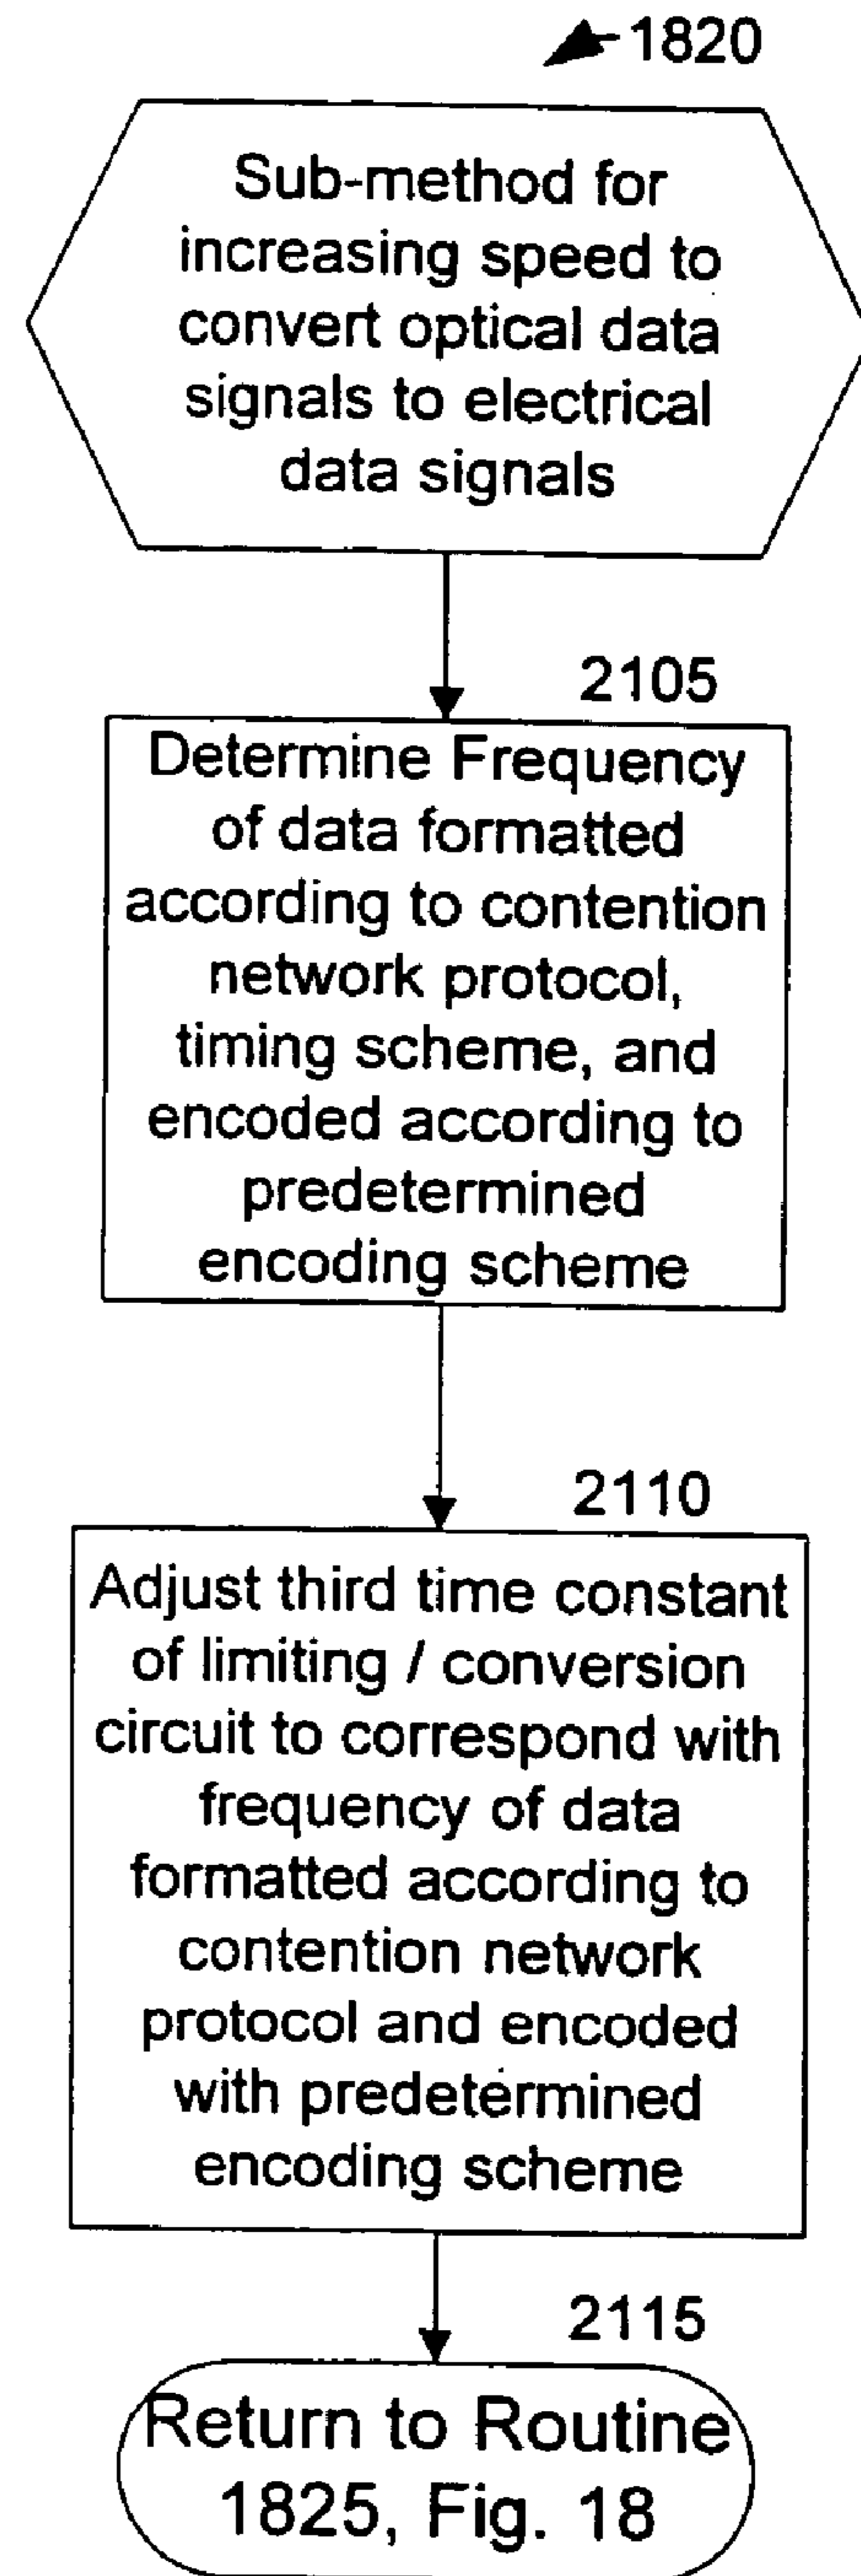 1820
Sub-method for
increasing speed to
convert optical data
signals to electrical
data signals
2105
Determine Frequency
of data formatted
according to contention
network protocol,
timing scheme, and
encoded according to
predetermined
encoding scheme
2110
Adjust third time constant
of limiting / conversion
circuit to correspond with
frequency of data
formatted according to
contention network
protocol and encoded
with predetermined
encoding scheme
2115
Return to Routine
1825, Fig. 18